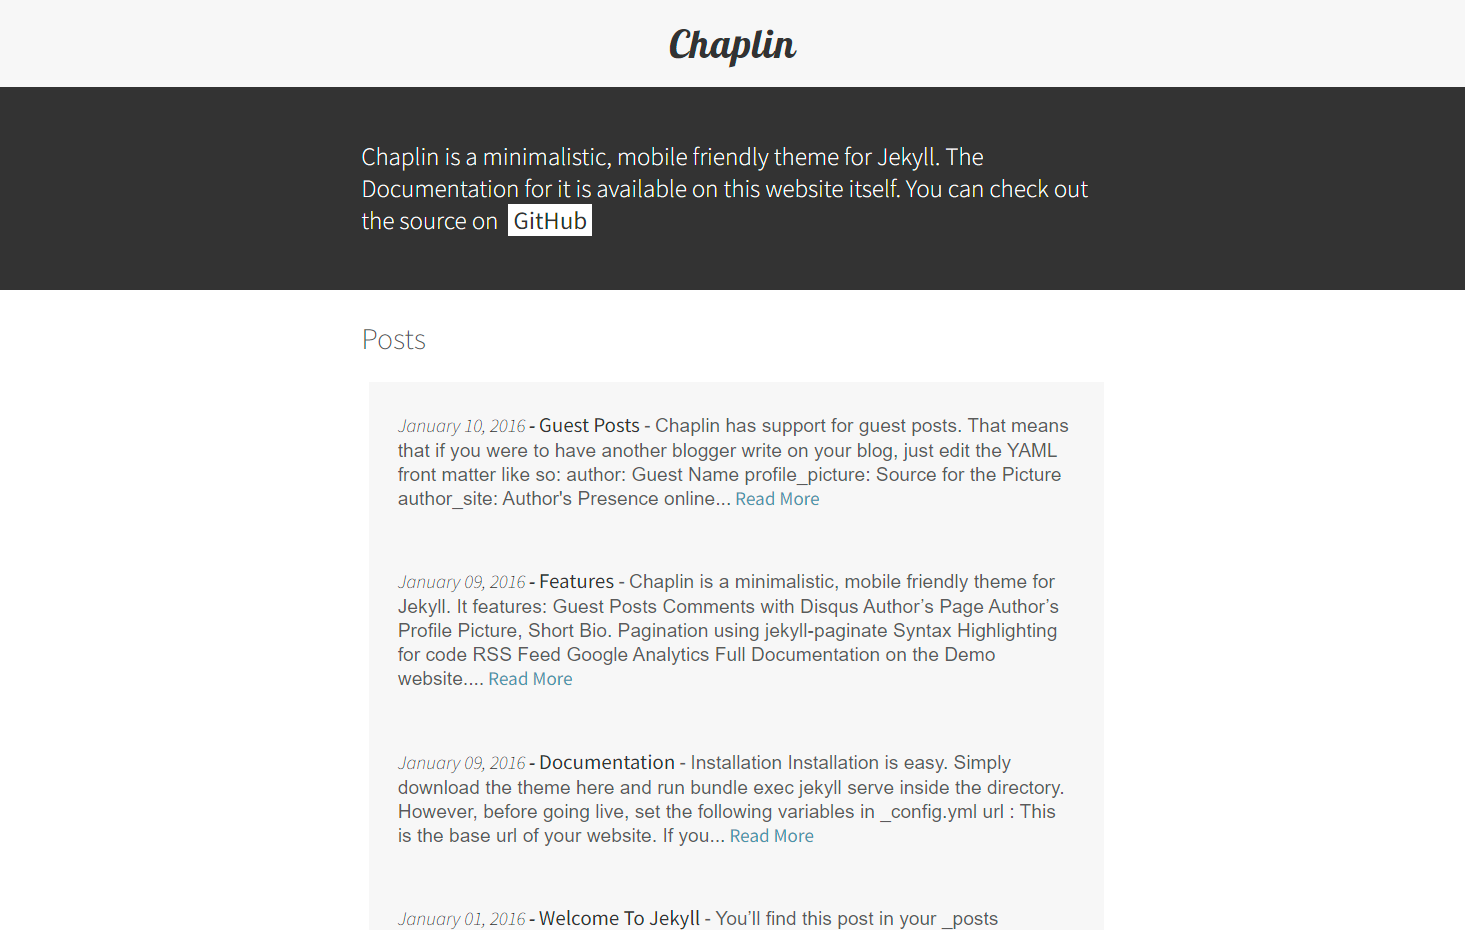 Chaplin
Chaplin is a minimalistic, mobile friendly theme for Jekyll. The
Documentation for it is available on this website itself. You can check out
the source on GitHub
Posts
January 10, 2016 - Guest Posts - Chaplin has support for guest posts. That means
that if you were to have another blogger write on your blog, just edit the YAML
front matter like so: author: Guest Name profile_picture: Source for the Picture
author_site: Author's Presence online... Read More
January 09, 2016 - Features - Chaplin is a minimalistic, mobile friendly theme for
Jekyll. It features: Guest Posts Comments with Disqus Author’s Page Author’s
Profile Picture, Short Bio. Pagination using jekyll-paginate Syntax Highlighting
for code RSS Feed Google Analytics Full Documentation on the Demo
website.... Read More
January 09, 2016 - Documentation - Installation Installation is easy. Simply
download the theme here and run bundle exec jekyll serve inside the directory.
However, before going live, set the following variables in _config.yml url : This
is the base url of your website. If you... Read More
January 01, 2016 - Welcome To Jekyll - You’ll find this post in your _posts